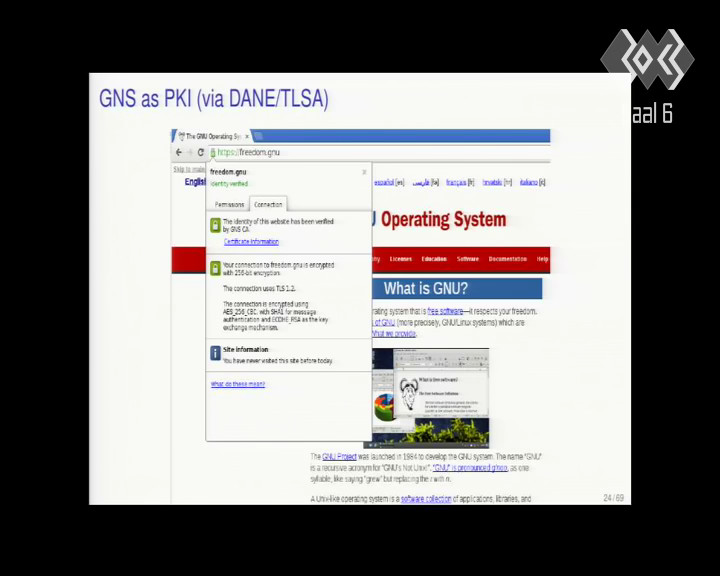 aal 6
GNS as PKI (via DANE/TLSA)
The GNU Operating Sy
https://freedom.gnu
Skip to main
English
español [es]
français [fr]
hrvatski [hr]
italiano [it]
freedom.gnu
Identity verified
Permissions
Connection
The identity of this website has been verified
by GNS CA.
Certificate Information
Your connection to freedom.gnu is encrypted
with 256-bit encryption.
The connection uses TLS 1.2.
The connection is encrypted using
AES_256_CBC, with SHA1 for message
authentication and ECDHE_RSA as the key
exchange mechanism.
Site information
You have never visited this site before today.
What do these mean?
Operating System
Licenses Education Software Documentation Help
What is GNU?
ating system that is free software—it respects your freedom.
of GNU (more precisely, GNU/Linux systems) which are
what we provide.
The GNU Project was launched in 1984 to develop the GNU system. The name "GNU"
is a recursive acronym for "GNU's Not Unix!". "GNU" is pronounced g'noo, as one
syllable, like saying "grew" but replacing the r with n.
A Unix-like operating system is a software collection of applications, libraries, and
24/69